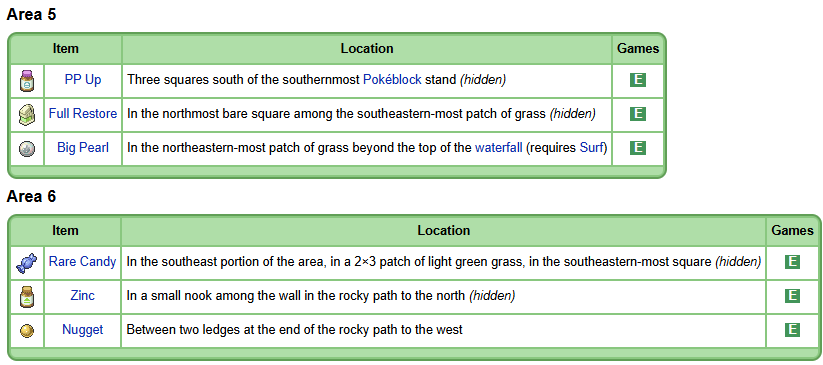 Area 5
Item Location Games
PP Up Three squares south of the southernmost Pokéblock stand (hidden) E
Full Restore In the northmost bare square among the southeastern-most patch of grass (hidden) E
Big Pearl In the northeastern-most patch of grass beyond the top of the waterfall (requires Surf) E
Area 6
Item Location Games
Rare Candy In the southeast portion of the area, in a 2×3 patch of light green grass, in the southeastern-most square (hidden) E
Zinc In a small nook among the wall in the rocky path to the north (hidden) E
Nugget Between two ledges at the end of the rocky path to the west E